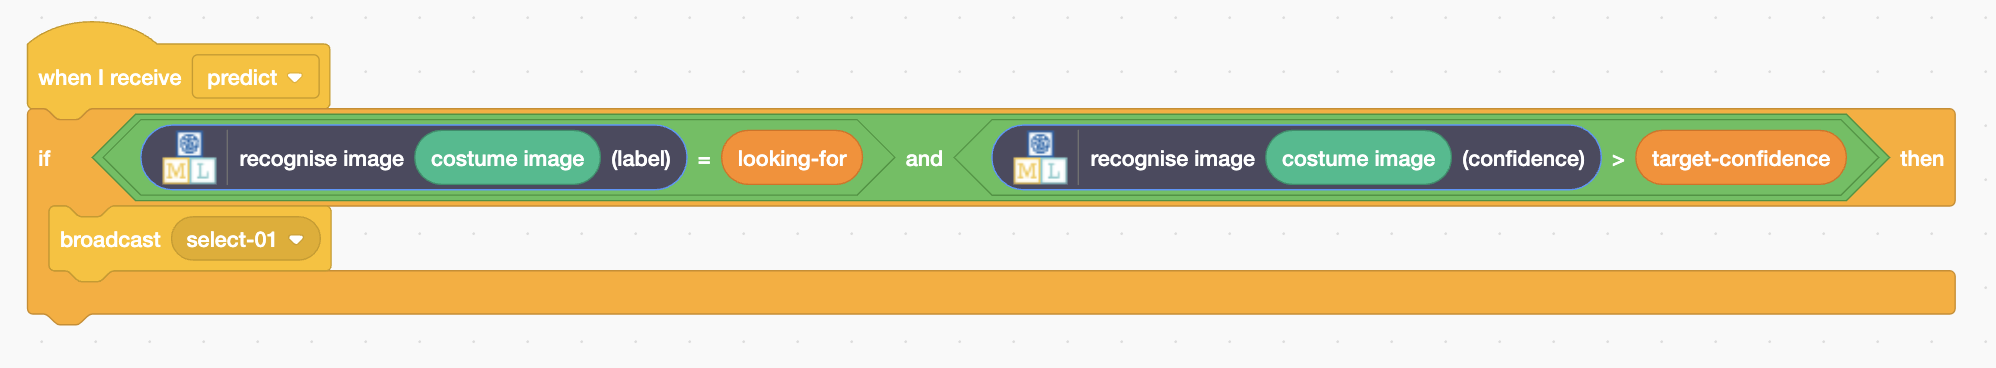 when I receive predict
if M L recognise image costume image (label) = looking-for and M L recognise image costume image (confidence) > target-confidence then
broadcast select-01